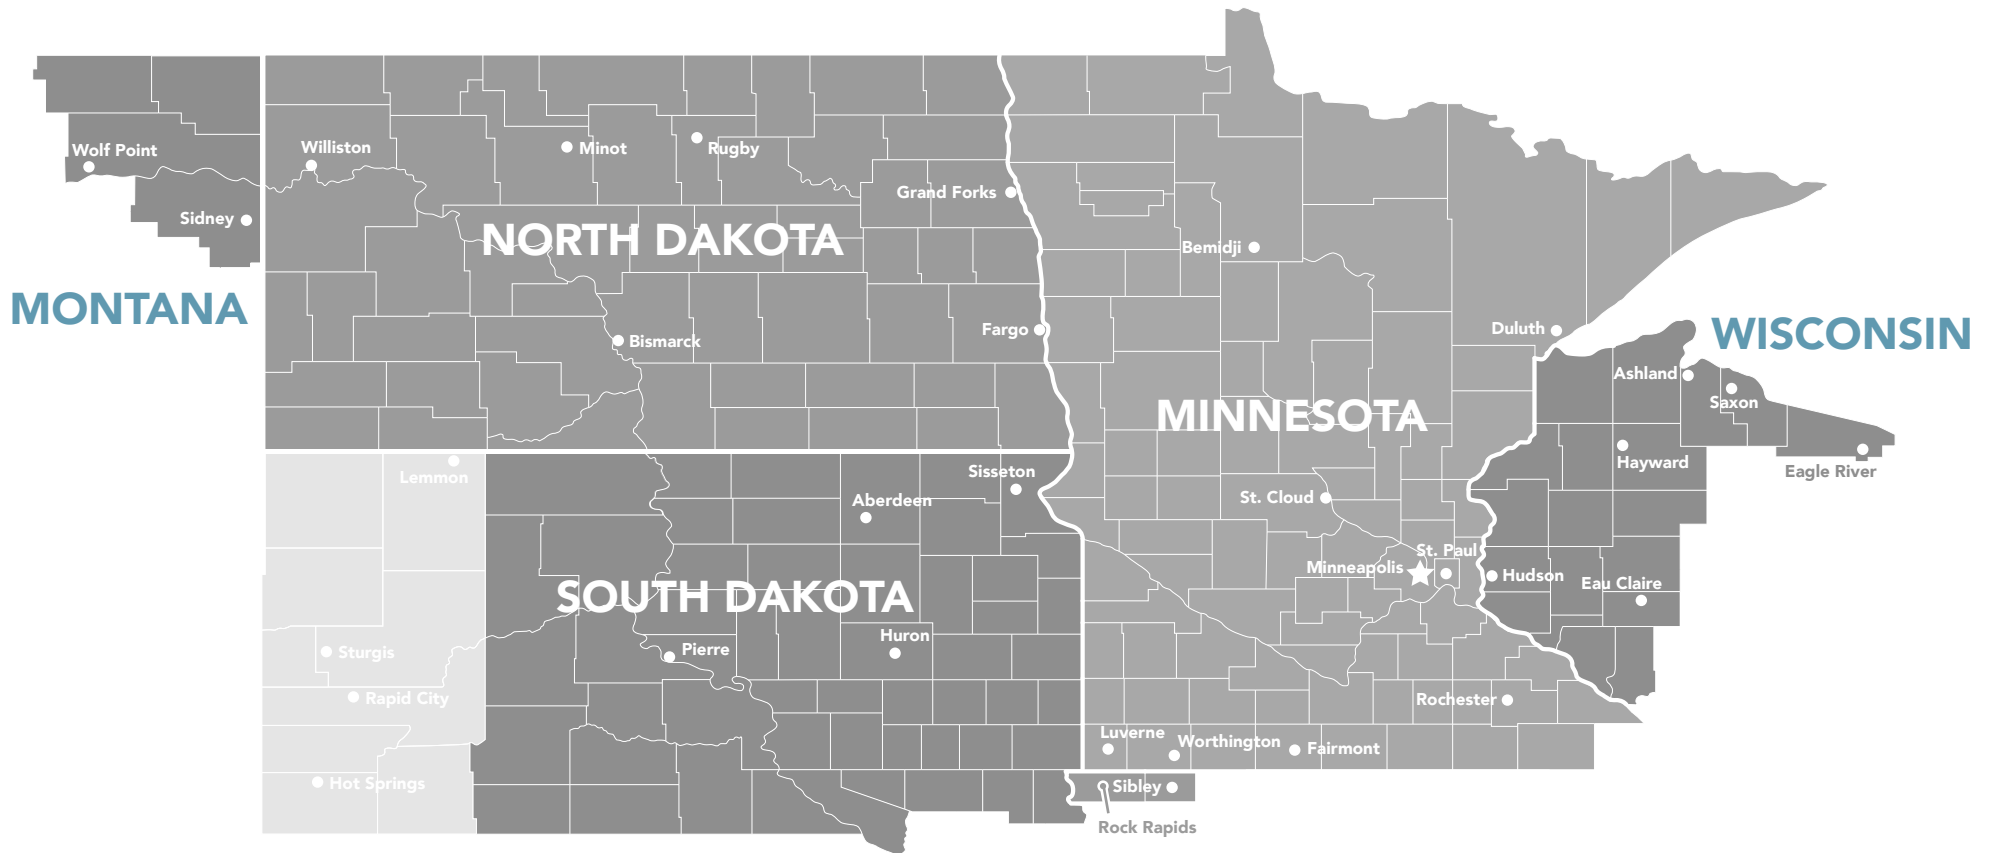 Wolf Point
Williston
Minot
Rugby
Grand Forks
Sidney
NORTH DAKOTA
Bemidji
MONTANA
Fargo
Bismarck
Duluth
WISCONSIN
Ashland
Saxon
MINNESOTA
Hayward
Eagle River
Lemmon
Sisseton
Aberdeen
St. Cloud
St. Paul
Minneapolis
Hudson
Eau Claire
SOUTH DAKOTA
Huron
Pierre
Sturgis
Rapid City
Rochester
Luverne
Worthington
Fairmont
Hot Springs
Sibley
Rock Rapids